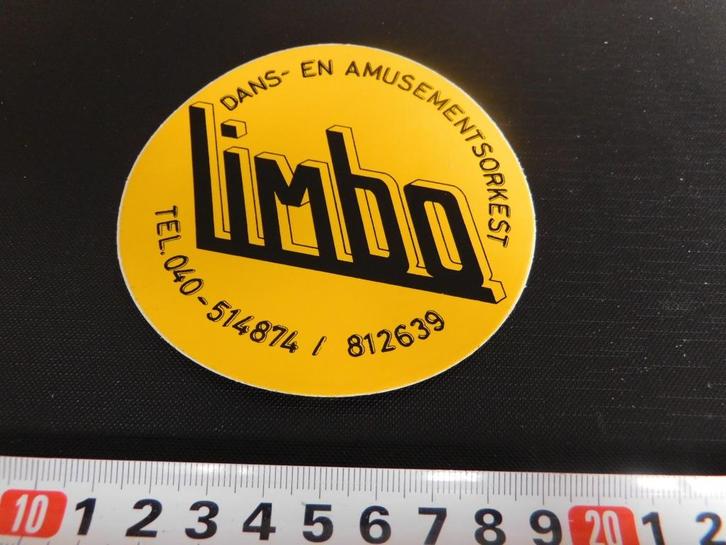 DANS- EN AMUSEMENTSORKEST
limbo
TEL. 040-514874 / 812639
10 1 2 3 4 5 6 7 8 9 20 1 2